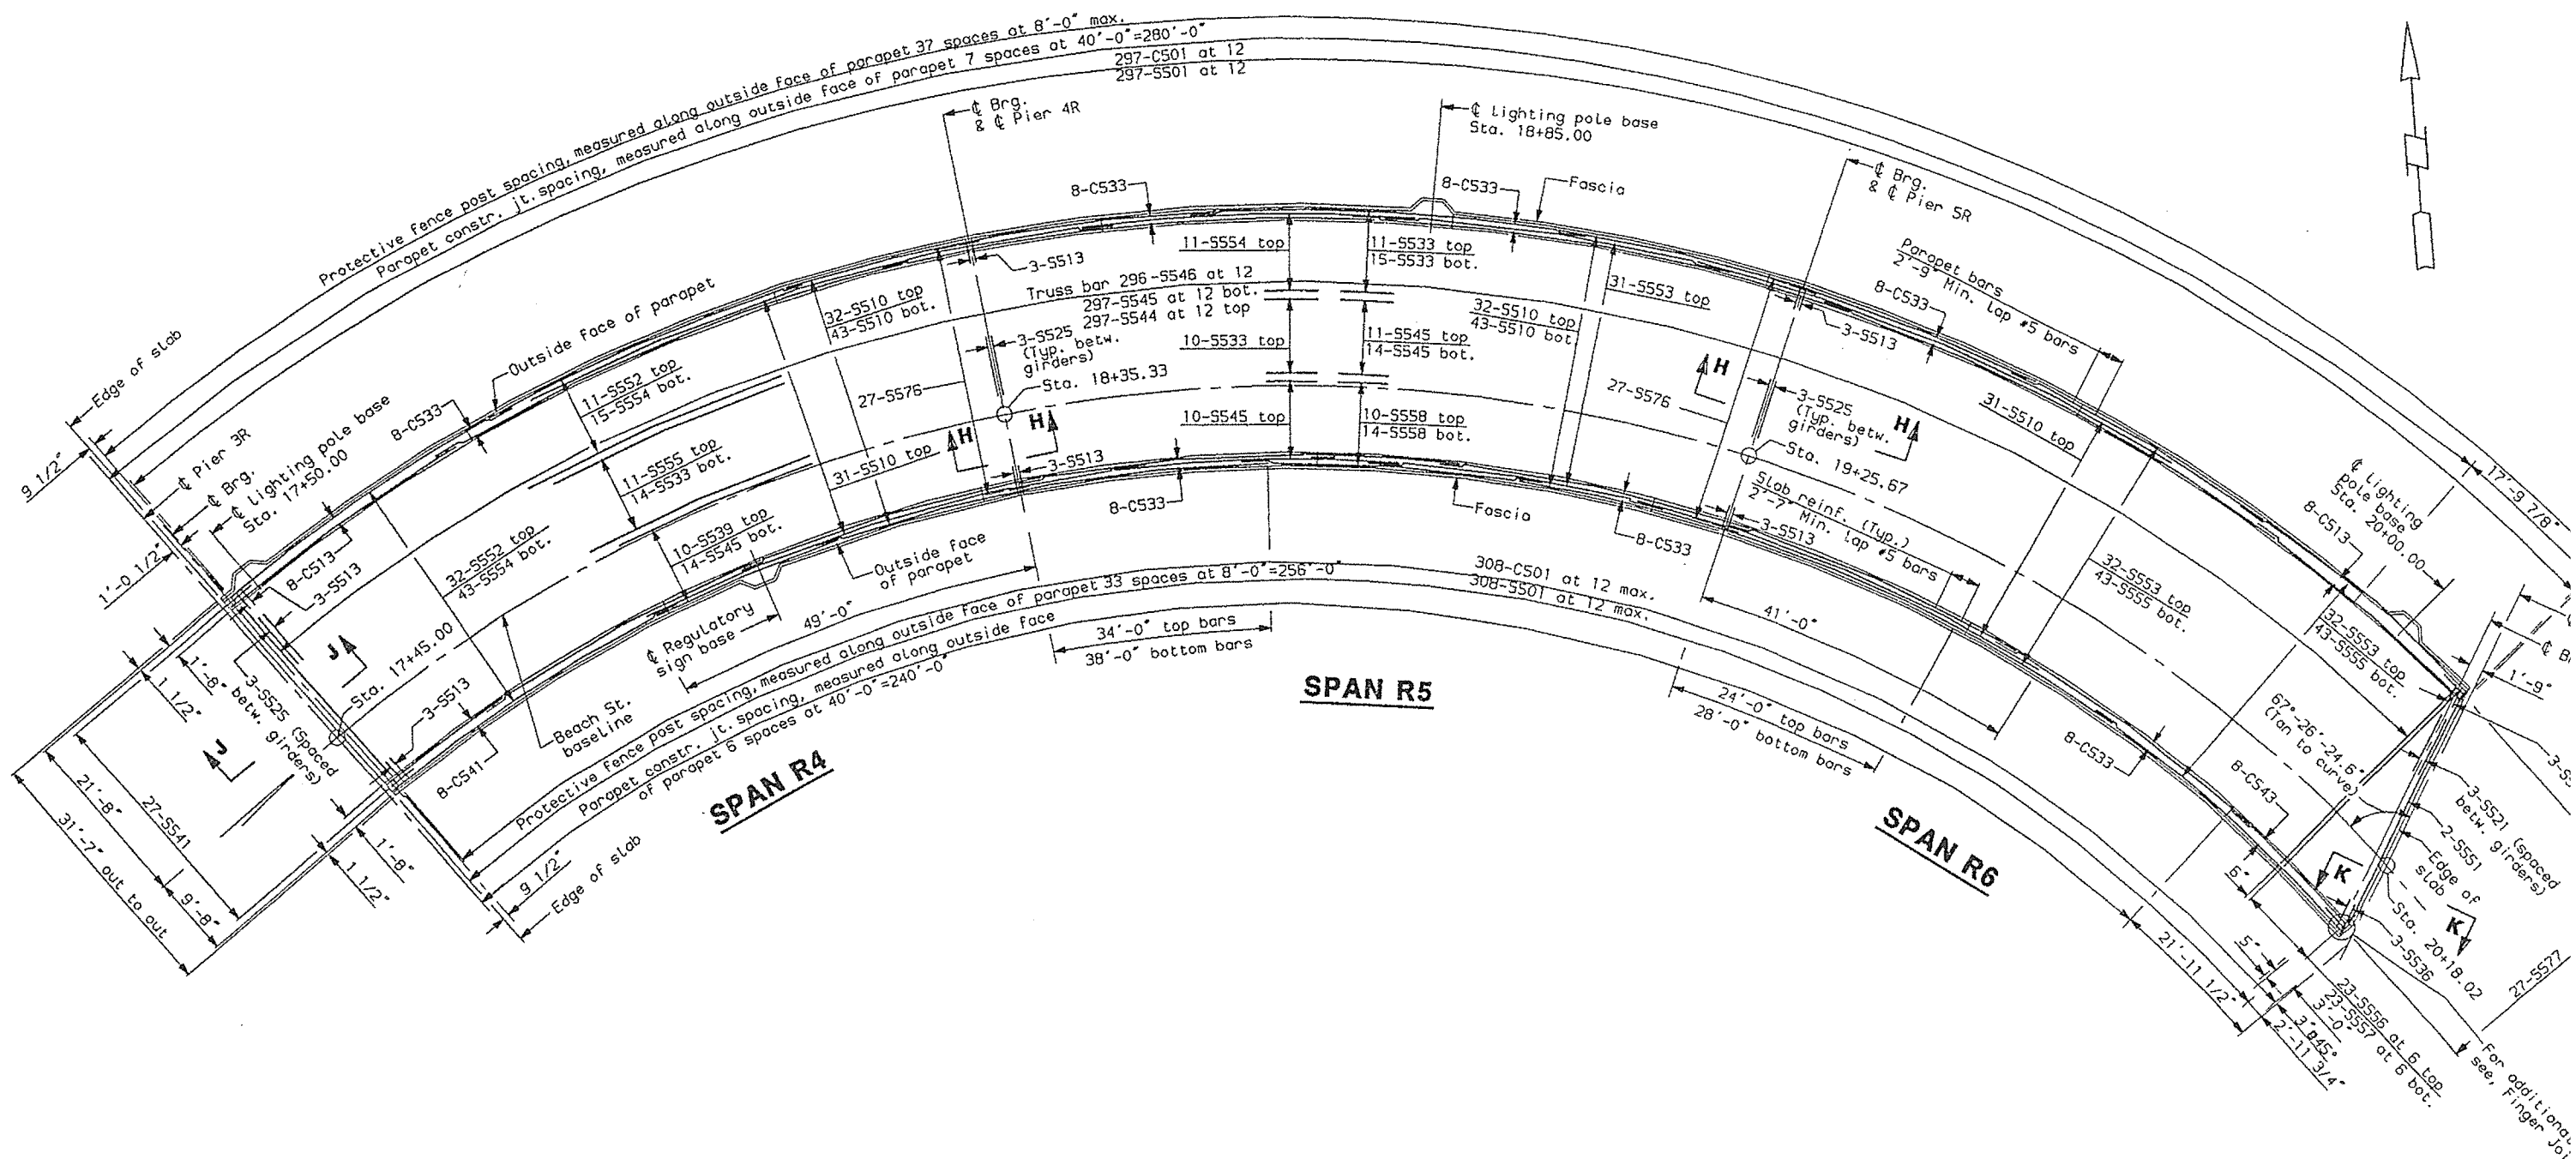 Protective fence post spacing, measured along outside face of parapet 37 spaces at 8'-0" max.
Parapet constr. jt. spacing, measured along outside face of parapet 7 spaces at 40'-0"=280'-0"
297-C501 at 12
297-S501 at 12
℄ Brg.
& ℄ Pier 4R
℄ Lighting pole base
Sta. 18+85.00
℄ Brg.
& ℄ Pier 5R
8-C533
8-C533
Fascia
Parapet bars
2'-9" Min. Lap #5 bars
8-C533
11-S554 top
11-S533 top
15-S533 bot.
3-S513
Truss bar 296-S546 at 12
297-S545 at 12 bot.
297-S544 at 12 top
31-S553 top
32-S510 top
43-S510 bot.
32-S510 top
43-S510 bot
3-S513
3-S525
(Typ. betw.
girders)
10-S533 top
11-S545 top
14-S545 bot.
Outside face of parapet
Edge of slab
11-S552 top
15-S554 bot.
8-C533
27-S576
Sta. 18+35.33
27-S576
H
H
3-S525
(Typ. betw.
girders)
H
H
31-S510 top
10-S545 top
10-S558 top
14-S558 bot.
Sta. 19+25.67
9 1/2"
℄ Pier 3R
℄ Brg.
℄ Lighting pole base
Sta. 17+50.00
11-S555 top
14-S533 bot.
31-S510 top
3-S513
8-C533
Fascia
Slab reinf. (Typ.)
2'-7" Min. Lap #5 bars
3-S513
8-C533
℄ Lighting
pole base
Sta. 20+00.00
8-C513
17'-9 7/8"
1'-0 1/2"
8-C513
3-S513
32-S552 top
43-S554 bot.
10-S539 top
14-S545 bot.
Outside face
of parapet
32-S553 top
43-S555 bot.
32-S553 top
43-S555 bot.
1'-9"
J
Sta. 17+45.00
3-S513
Beach St.
baseline
℄ Regulatory
sign base
49'-0"
41'-0"
308-C501 at 12 max.
308-S501 at 12 max.
34'-0" top bars
38'-0" bottom bars
24'-0" top bars
28'-0" bottom bars
SPAN R5
1'-8" betw.
1 1/2"
3-S525 (Spaced
girders)
J
8-C541
Protective fence post spacing, measured along outside face of parapet 33 spaces at 8'-0"=256'-0"
Parapet constr. jt. spacing, measured along outside face
of parapet 6 spaces at 40'-0"=240'-0"
SPAN R4
67°-26'-24.6"
(Tan to curve)
8-C533
8-C543
3-S521 (spaced
betw. girders)
2-S551
Edge of
slab
21'-8"
31'-7" out to out
27-S541
9'-8"
1'-8"
1 1/2"
9 1/2"
Edge of slab
SPAN R6
6"
K
K
Sta. 20+18.02
3-S536
27-S577
21'-11 1/2"
5"
3'-0"
2'-11 3/4"
23-S556 at 6 top
23-S557 at 6 bot.
For additional
see, Finger Joi